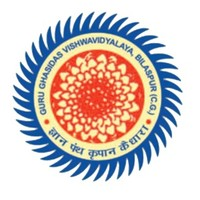 GURU GHASIDAS VISHWAVIDYALAYA, BILASPUR (C.G.)
ज्ञान पंथ कृपान कैधारा